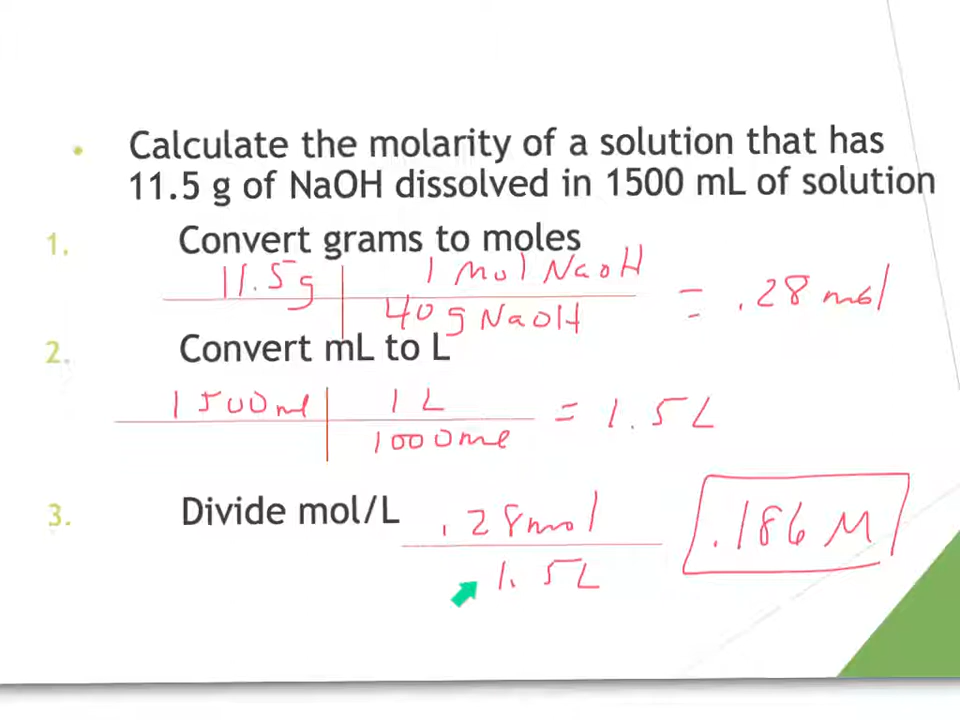 • Calculate the molarity of a solution that has
11.5 g of NaOH dissolved in 1500 mL of solution
1. Convert grams to moles
11.5g | 1 mol NaOH
40g NaOH = .28 mol
2. Convert mL to L
1500ml | 1 L
1000ml = 1.5L
3. Divide mol/L .28mol
1.5L .186 M